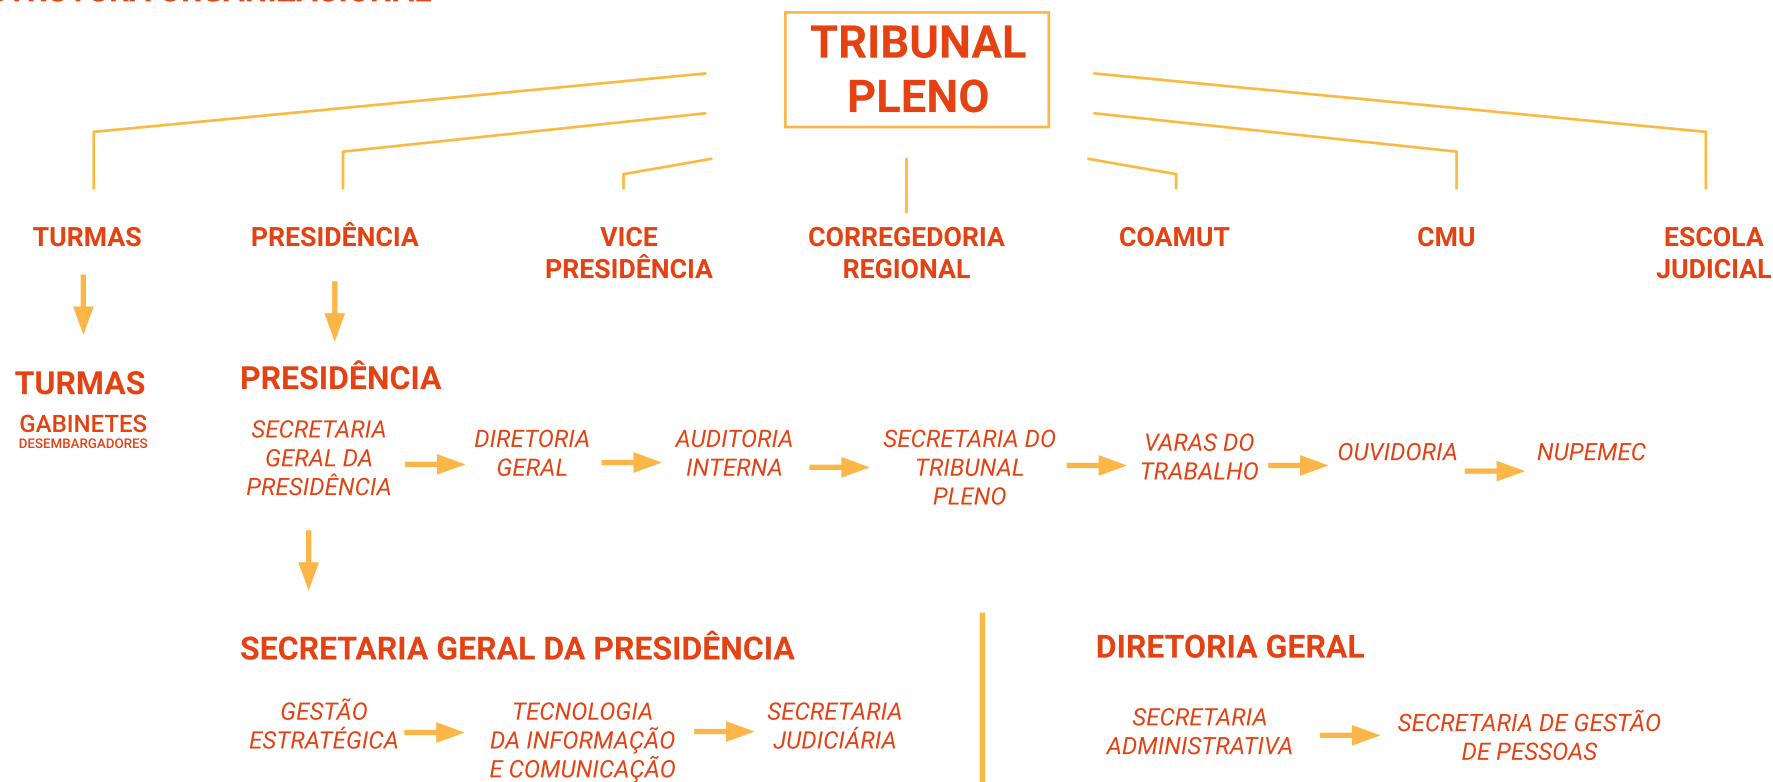 TRIBUNAL
PLENO
TURMAS
PRESIDÊNCIA
VICE
PRESIDÊNCIA
CORREGEDORIA
REGIONAL
COAMUT
CMU
ESCOLA
JUDICIAL
TURMAS
GABINETES
DESEMBARGADORES
PRESIDÊNCIA
SECRETARIA
GERAL DA
PRESIDÊNCIA
DIRETORIA
GERAL
AUDITORIA
INTERNA
SECRETARIA DO
TRIBUNAL
PLENO
VARAS DO
TRABALHO
OUVIDORIA
NUPEMEC
SECRETARIA GERAL DA PRESIDÊNCIA
GESTÃO
ESTRATÉGICA
TECNOLOGIA
DA INFORMAÇÃO
E COMUNICAÇÃO
SECRETARIA
JUDICIÁRIA
DIRETORIA GERAL
SECRETARIA
ADMINISTRATIVA
SECRETARIA DE GESTÃO
DE PESSOAS